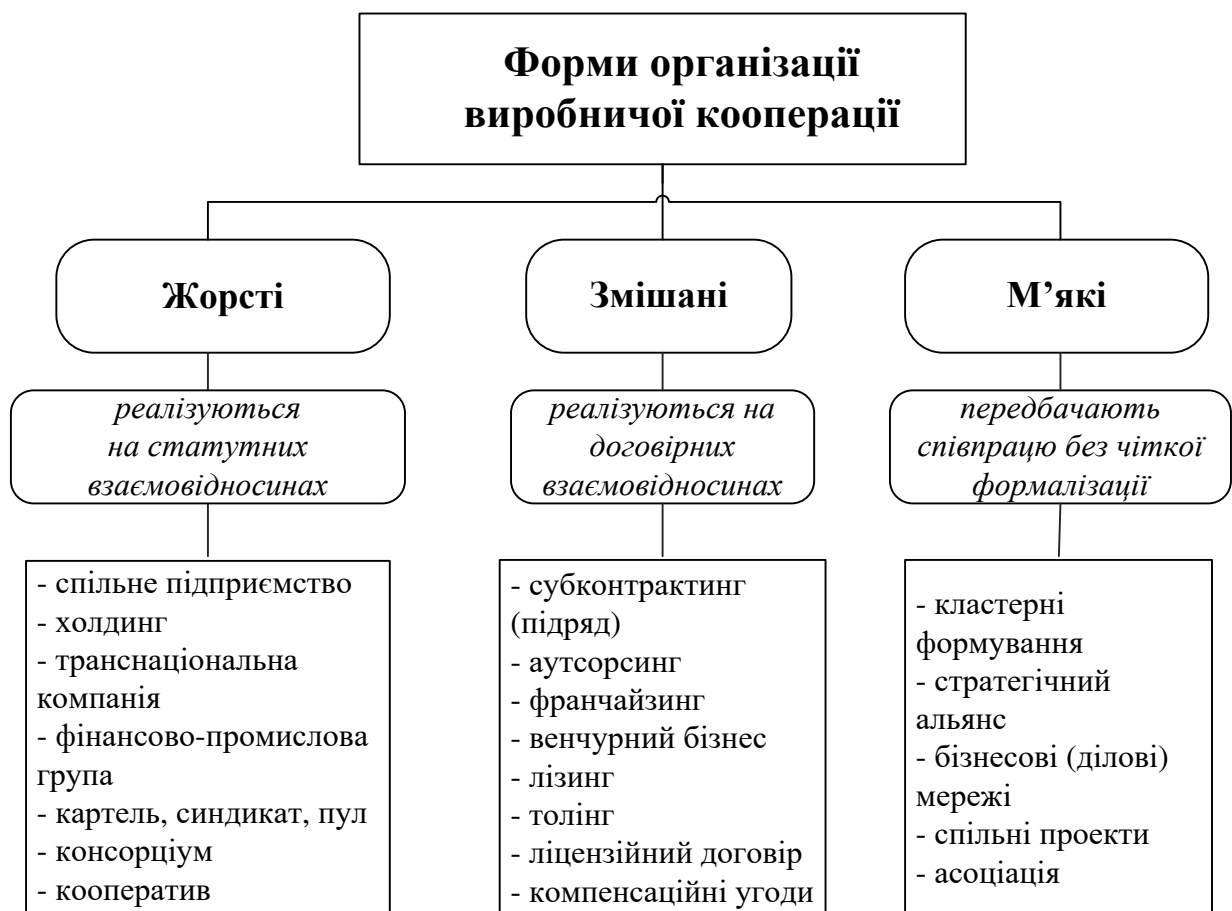 Форми організації
виробничої кооперації
Жорсті
Змішані
М’які
реалізуються
на статутних
взаємовідносинах
реалізуються на
договірних
взаємовідносинах
передбачають
співпрацю без чіткої
формалізації
- спільне підприємство
- холдинг
- транснаціональна
компанія
- фінансово-промислова
група
- картель, синдикат, пул
- консорціум
- кооператив
- субконтрактинг
(підряд)
- аутсорсинг
- франчайзинг
- венчурний бізнес
- лізинг
- толінг
- ліцензійний договір
- компенсаційні угоди
- кластерні
формування
- стратегічний
альянс
- бізнесові (ділові)
мережі
- спільні проекти
- асоціація